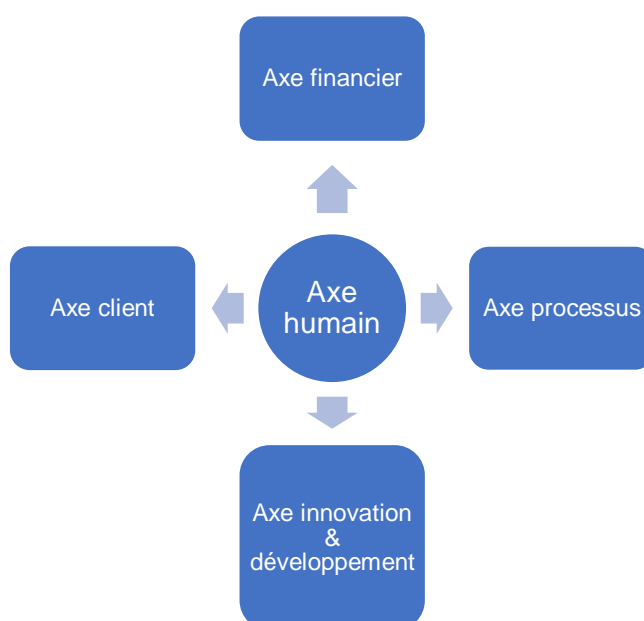 Axe financier
Axe client
Axe
humain
Axe processus
Axe innovation
&
développement